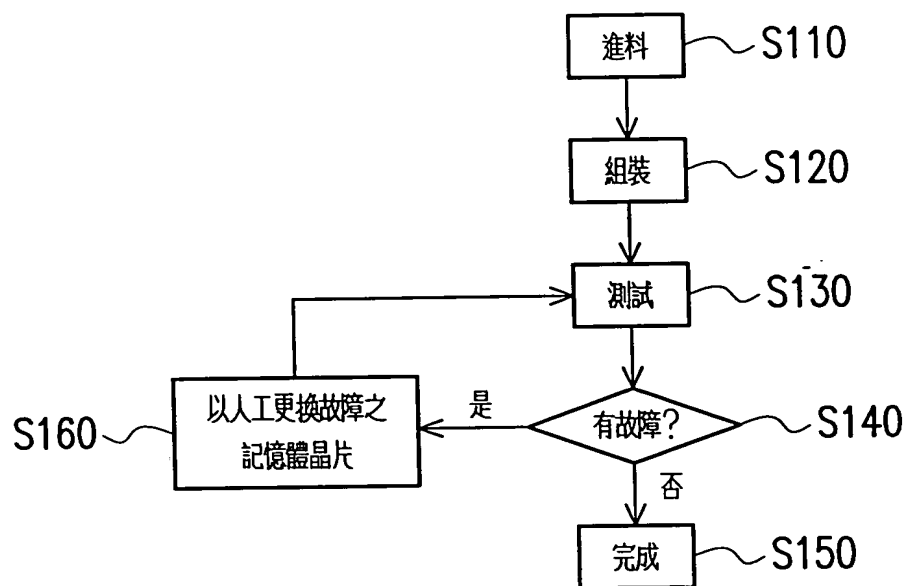 進料
S110
組裝
S120
測試
S130
有故障?
S140
是
以人工更換故障之
記憶體晶片
S160
否
完成
S150